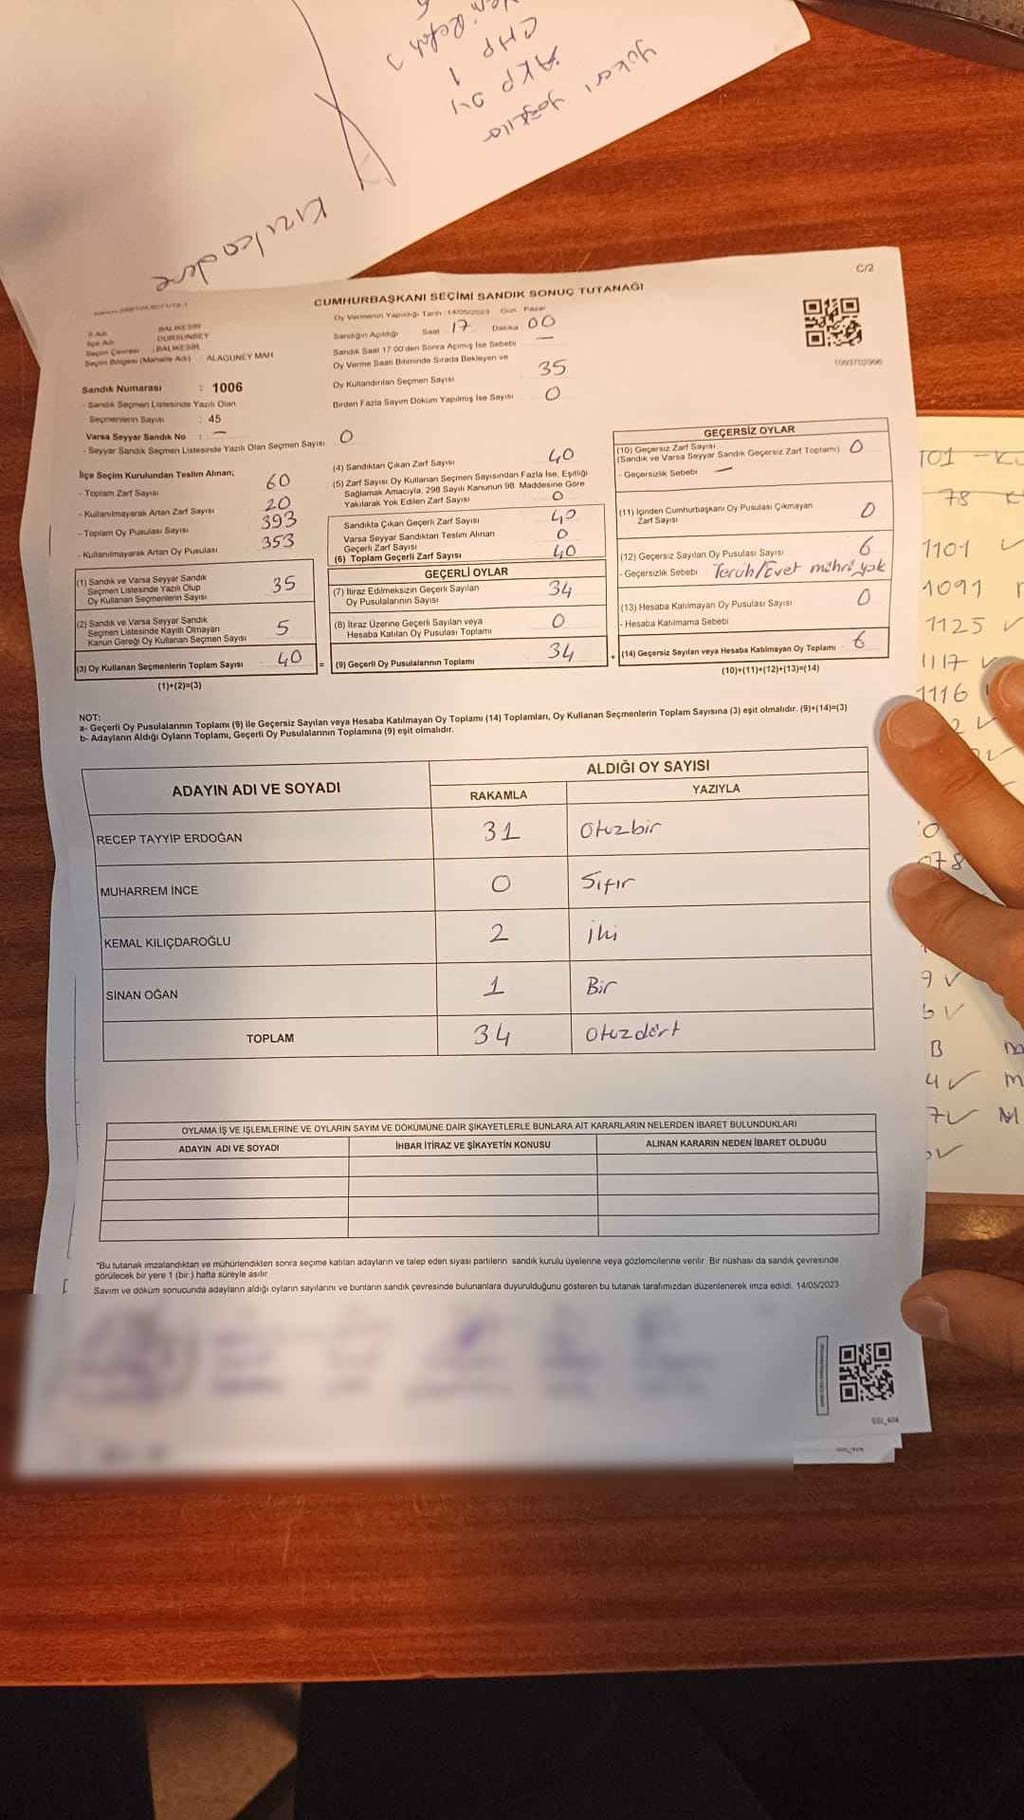 Yukarı yağcılar
AKP 04
CHP 1
Yen. Refah 3
Kızılcadere
C/2
CUMHURBAŞKANI SEÇİMİ SANDIK SONUÇ TUTANAĞI
Oy Vermenin Yapıldığı Tarih : 14/05/2023 Gün : Pazar
Sandığın Açıldığı Saat 17 Dakika 00
Sandık Saat 17:00'den Sonra Açılmış İse Sebebi —
Oy Verme Saati Bitiminde Sırada Bekleyen ve
Oy Kullandırılan Seçmen Sayısı 35
Birden Fazla Sayım Döküm Yapılmış İse Sayısı 0
İl Adı : BALIKESİR
İlçe Adı : DURSUNBEY
Seçim Çevresi : BALIKESİR
Seçim Bölgesi (Mahalle Adı) : ALAGÜNEY MAH
Sandık Numarası : 1006
- Sandık Seçmen Listesinde Yazılı Olan
Seçmenlerin Sayısı : 45
Varsa Seyyar Sandık No : —
- Seyyar Sandık Seçmen Listesinde Yazılı Olan Seçmen Sayısı 0
1093702996
İlçe Seçim Kurulundan Teslim Alınan;
- Toplam Zarf Sayısı 60
- Kullanılmayarak Artan Zarf Sayısı 20
- Toplam Oy Pusulası Sayısı 393
- Kullanılmayarak Artan Oy Pusulası 353
(1) Sandık ve Varsa Seyyar Sandık
Seçmen Listesinde Yazılı Olup
Oy Kullanan Seçmenlerin Sayısı 35
(2) Sandık ve Varsa Seyyar Sandık
Seçmen Listesinde Kayıtlı Olmayan
Kanun Gereği Oy Kullanan Seçmen Sayısı 5
(3) Oy Kullanan Seçmenlerin Toplam Sayısı 40 =
(1)+(2)=(3)
(4) Sandıktan Çıkan Zarf Sayısı 40
(5) Zarf Sayısı Oy Kullanan Seçmen Sayısından Fazla İse, Eşitliği
Sağlamak Amacıyla, 298 Sayılı Kanunun 98. Maddesine Göre
Yakılarak Yok Edilen Zarf Sayısı 0
Sandıkta Çıkan Geçerli Zarf Sayısı 40
Varsa Seyyar Sandıktan Teslim Alınan
Geçerli Zarf Sayısı 0
(6) Toplam Geçerli Zarf Sayısı 40
GEÇERLİ OYLAR
(7) İtiraz Edilmeksizin Geçerli Sayılan
Oy Pusulalarının Sayısı 34
(8) İtiraz Üzerine Geçerli Sayılan veya
Hesaba Katılan Oy Pusulası Toplamı 0
(9) Geçerli Oy Pusulalarının Toplamı 34 +
GEÇERSİZ OYLAR
(10) Geçersiz Zarf Sayısı
(Sandık ve Varsa Seyyar Sandık Geçersiz Zarf Toplamı) 0
- Geçersizlik Sebebi —
(11) İçinden Cumhurbaşkanı Oy Pusulası Çıkmayan
Zarf Sayısı 0
(12) Geçersiz Sayılan Oy Pusulası Sayısı 6
- Geçersizlik Sebebi Tercih/Evet mührü yok
(13) Hesaba Katılmayan Oy Pusulası Sayısı 0
- Hesaba Katılmama Sebebi
(14) Geçersiz Sayılan veya Hesaba Katılmayan Oy Toplamı 6
(10)+(11)+(12)+(13)=(14)
NOT:
a- Geçerli Oy Pusulalarının Toplamı (9) ile Geçersiz Sayılan veya Hesaba Katılmayan Oy Toplamı (14) Toplamları, Oy Kullanan Seçmenlerin Toplam Sayısına (3) eşit olmalıdır. (9)+(14)=(3)
b- Adayların Aldığı Oyların Toplamı, Geçerli Oy Pusulalarının Toplamına (9) eşit olmalıdır.
ADAYIN ADI VE SOYADI ALDIĞI OY SAYISI
RAKAMLA YAZIYLA
RECEP TAYYİP ERDOĞAN 31 Otuzbir
MUHARREM İNCE 0 Sıfır
KEMAL KILIÇDAROĞLU 2 iki
SİNAN OĞAN 1 Bir
TOPLAM 34 Otuzdört
OYLAMA İŞ VE İŞLEMLERİNE VE OYLARIN SAYIM VE DÖKÜMÜNE DAİR ŞİKAYETLERLE BUNLARA AİT KARARLARIN NELERDEN İBARET BULUNDUKLARI
ADAYIN ADI VE SOYADI İHBAR İTİRAZ VE ŞİKAYETİN KONUSU ALINAN KARARIN NEDEN İBARET OLDUĞU
*Bu tutanak imzalandıktan ve mühürlendikten sonra seçime katılan adayların ve talep eden siyasi partilerin sandık kurulu üyelerine veya gözlemcilerine verilir. Bir nüshası da sandık çevresinde
görülecek bir yere 1 (bir) hafta süreyle asılır
Sayım ve döküm sonucunda adayların aldığı oyların sayılarını ve bunların sandık çevresinde bulunanlara duyurulduğunu gösteren bu tutanak tarafımızdan düzenlenerek imza edildi. 14/05/2023
1101 ✓
1091
1125 ✓
1117 ✓
1116